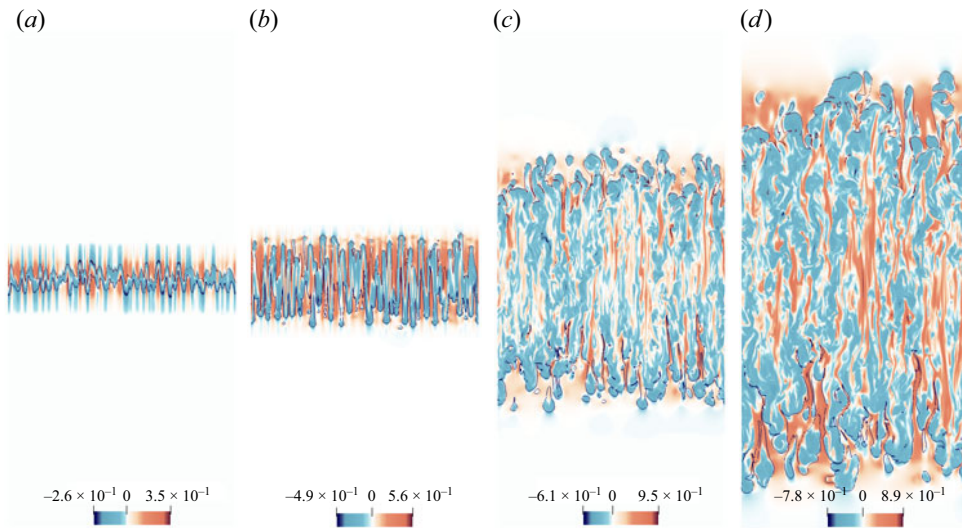 (a) (b) (c) (d)
−2.6 × 10⁻¹ 0 3.5 × 10⁻¹ −4.9 × 10⁻¹ 0 5.6 × 10⁻¹ −6.1 × 10⁻¹ 0 9.5 × 10⁻¹ −7.8 × 10⁻¹ 0 8.9 × 10⁻¹